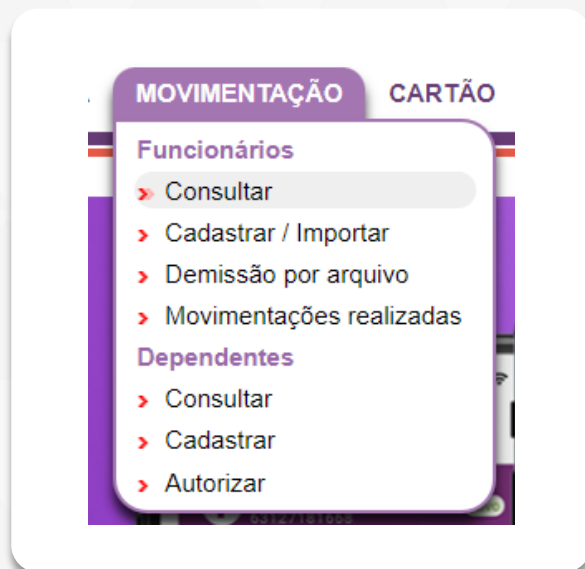 MOVIMENTAÇÃO CARTÃO
Funcionários
Consultar
Cadastrar / Importar
Demissão por arquivo
Movimentações realizadas
Dependentes
Consultar
Cadastrar
Autorizar